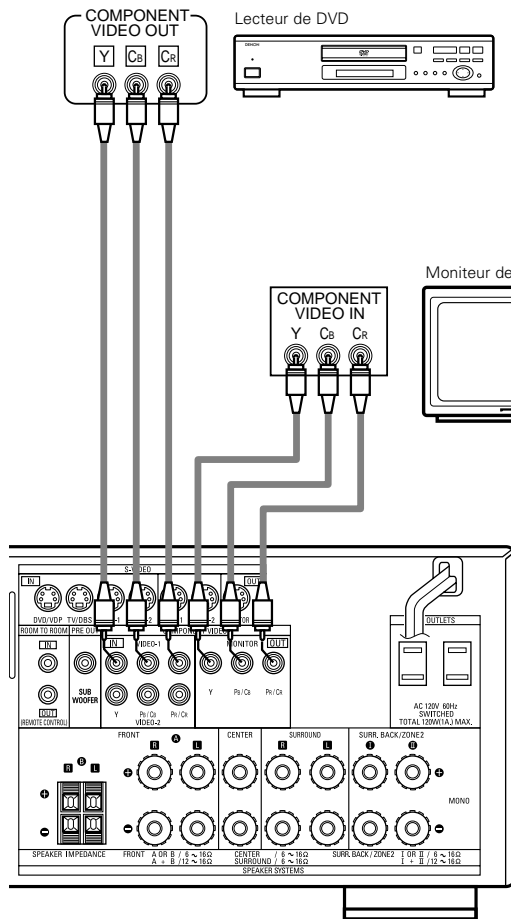 COMPONENT
VIDEO OUT
Lecteur de DVD
DENON
Y CB CR
Moniteur de
COMPONENT
VIDEO IN
Y CB CR
S-VIDEO
IN OUT
DVD/VDP TV/DBS
ROOM TO ROOM PRE OUT
IN IN VIDEO-1 MONITOR OUT
OUTLETS
SUB
WOOFER
Y PB/CB PR/CR
OUT
(REMOTE CONTROL)
Y PB/CB PR/CR
VIDEO-2
AC 120V 60Hz
SWITCHED
TOTAL 120W(1A.) MAX.
FRONT A CENTER SURROUND SURR. BACK/ZONE2
R L R L I II
B
R L
MONO
SPEAKER IMPEDANCE FRONT A OR B / 6 ~ 16Ω CENTER / 6 ~ 16Ω SURR. BACK/ZONE2 I OR II / 6 ~ 16Ω
A + B /12 ~ 16Ω SURROUND / 6 ~ 16Ω I + II /12 ~ 16Ω
SPEAKER SYSTEMS